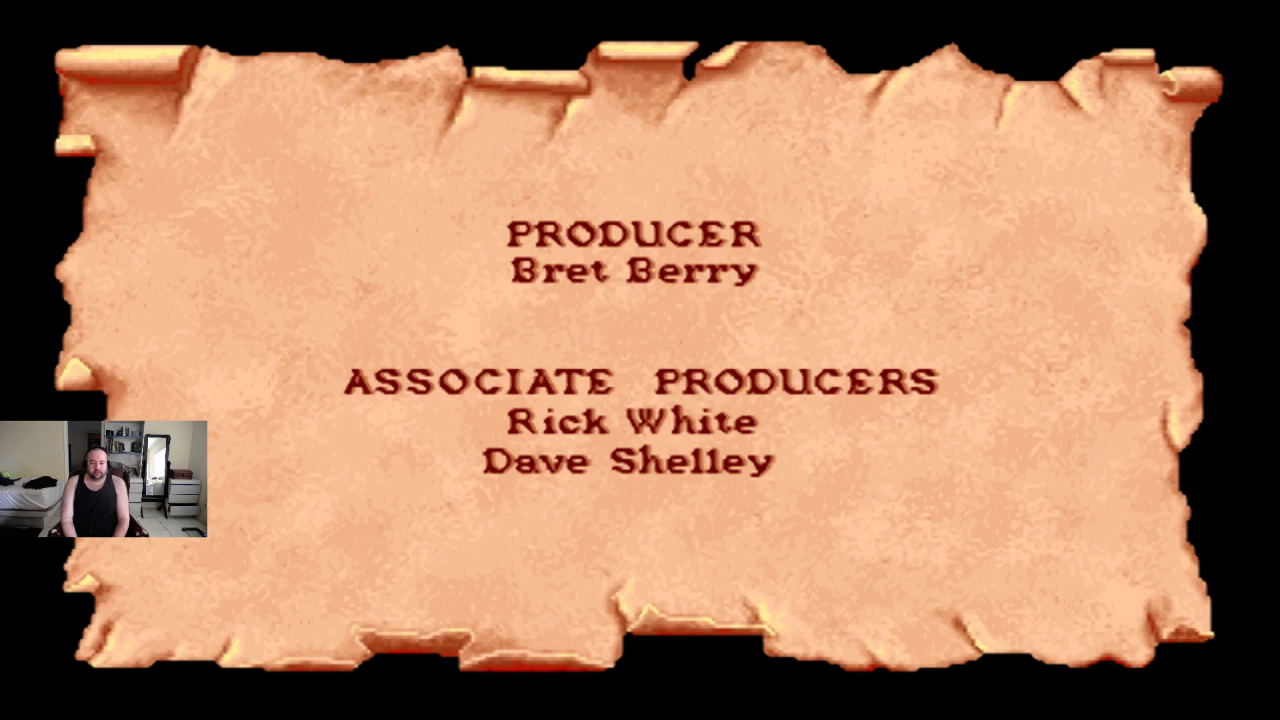 PRODUCER
Bret Berry
ASSOCIATE PRODUCERS
Rick White
Dave Shelley